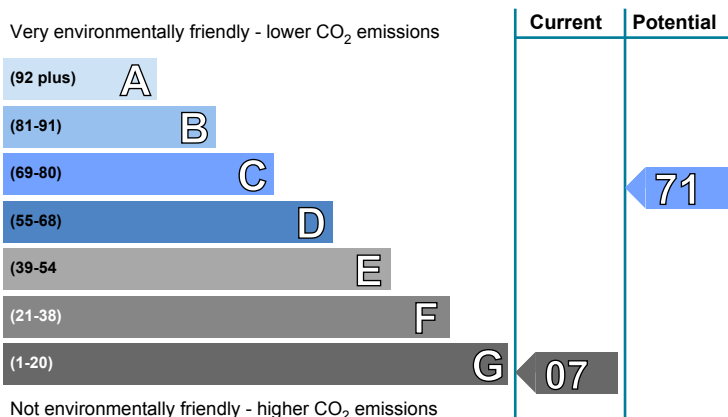 Current Potential
Very environmentally friendly - lower CO2 emissions
(92 plus) A
(81-91) B
(69-80) C
71
(55-68) D
(39-54 E
(21-38) F
(1-20) G
07
Not environmentally friendly - higher CO2 emissions